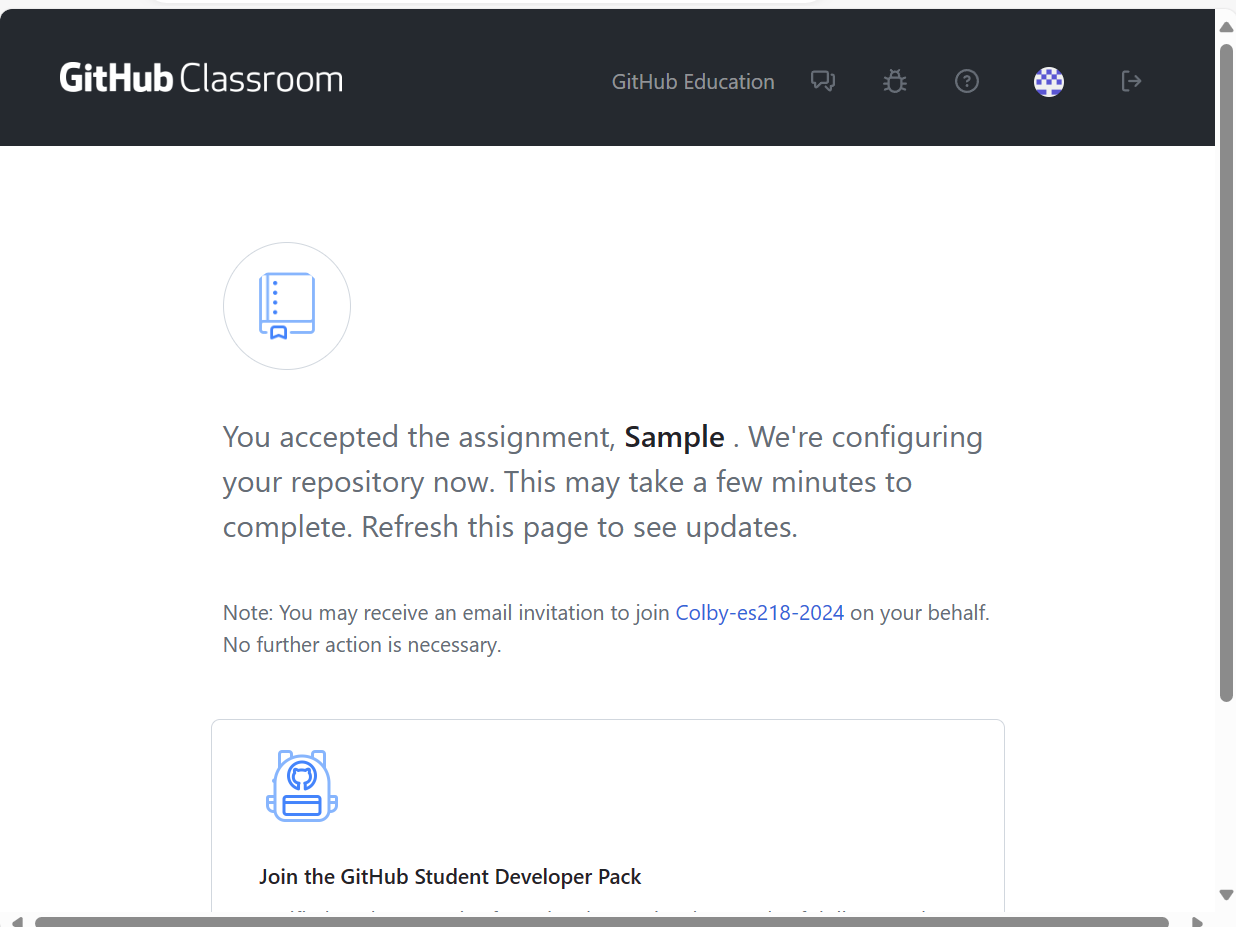 GitHub Classroom
GitHub Education
You accepted the assignment, Sample . We're configuring
your repository now. This may take a few minutes to
complete. Refresh this page to see updates.
Note: You may receive an email invitation to join Colby-es218-2024 on your behalf.
No further action is necessary.
Join the GitHub Student Developer Pack